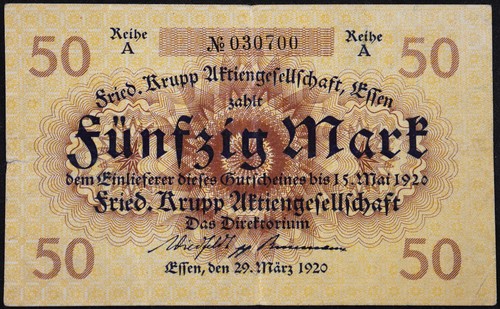 Reihe A № 030700 Reihe A
50 50
Fried. Krupp Aktiengesellschaft, Essen
zahlt
Fünfzig Mark
dem Einlieferer dieses Gutscheines bis 15. Mai 1920
Fried. Krupp Aktiengesellschaft
Das Direktorium
Essen, den 29. März 1920
50 50